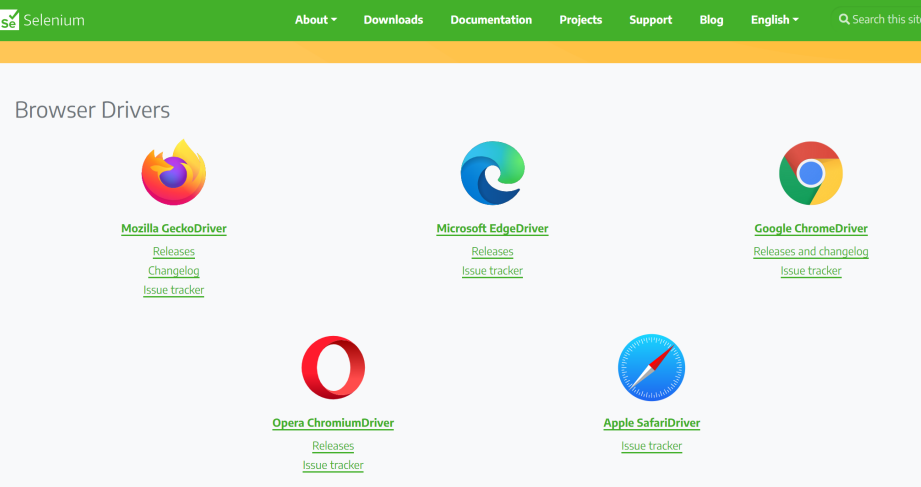 Se Selenium
About Downloads Documentation Projects Support Blog English Search this site
Browser Drivers
Mozilla GeckoDriver
Releases
Changelog
Issue tracker
Microsoft EdgeDriver
Releases
Issue tracker
Google ChromeDriver
Releases and changelog
Issue tracker
Opera ChromiumDriver
Releases
Issue tracker
Apple SafariDriver
Issue tracker